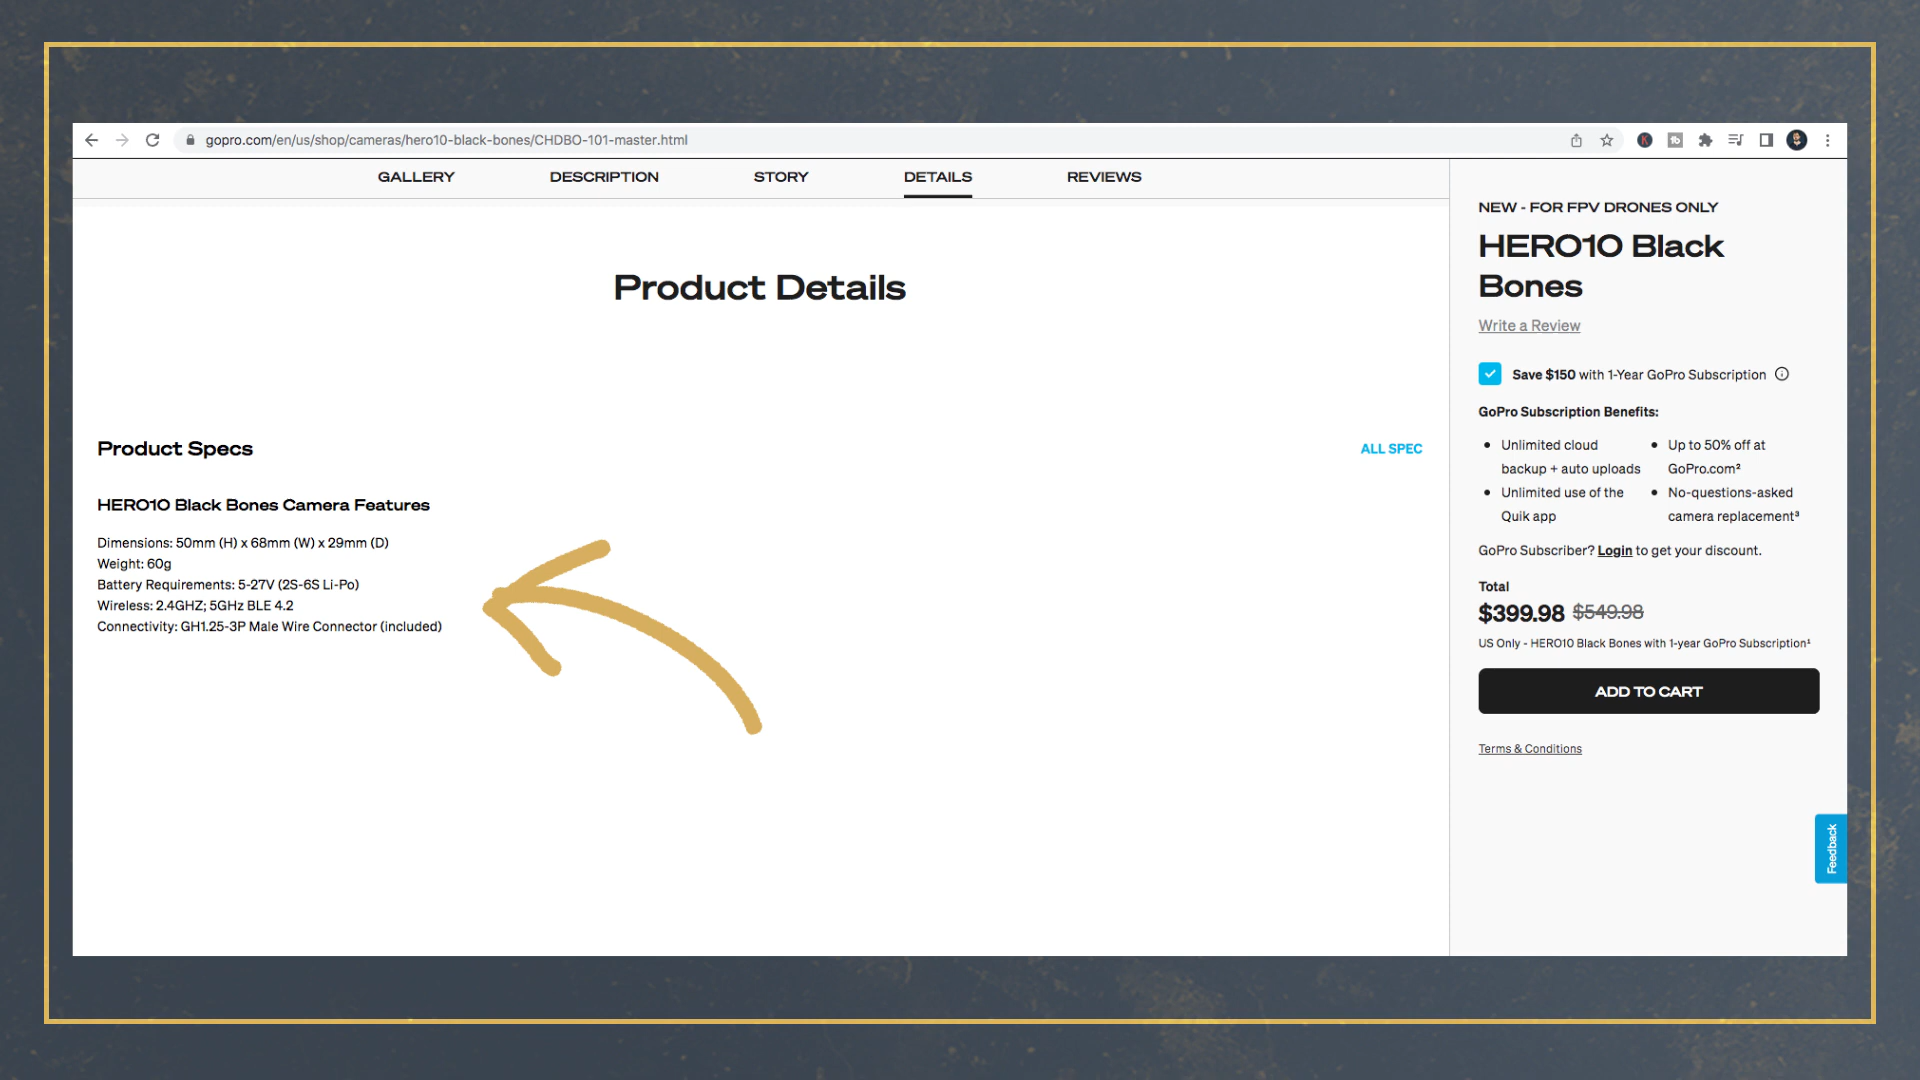 gopro.com/en/us/shop/cameras/hero10-black-bones/CHDBO-101-master.html
GALLERY DESCRIPTION STORY DETAILS REVIEWS
Product Details
Product Specs ALL SPEC
HERO10 Black Bones Camera Features
Dimensions: 50mm (H) x 68mm (W) x 29mm (D)
Weight: 60g
Battery Requirements: 5-27V (2S-6S Li-Po)
Wireless: 2.4GHZ; 5GHz BLE 4.2
Connectivity: GH1.25-3P Male Wire Connector (included)
NEW - FOR FPV DRONES ONLY
HERO10 Black
Bones
Write a Review
Save $150 with 1-Year GoPro Subscription
GoPro Subscription Benefits:
• Unlimited cloud
backup + auto uploads
• Unlimited use of the
Quik app
• Up to 50% off at
GoPro.com²
• No-questions-asked
camera replacement³
GoPro Subscriber? Login to get your discount.
Total
$399.98 $549.98
US Only - HERO10 Black Bones with 1-year GoPro Subscription¹
ADD TO CART
Terms & Conditions
Feedback